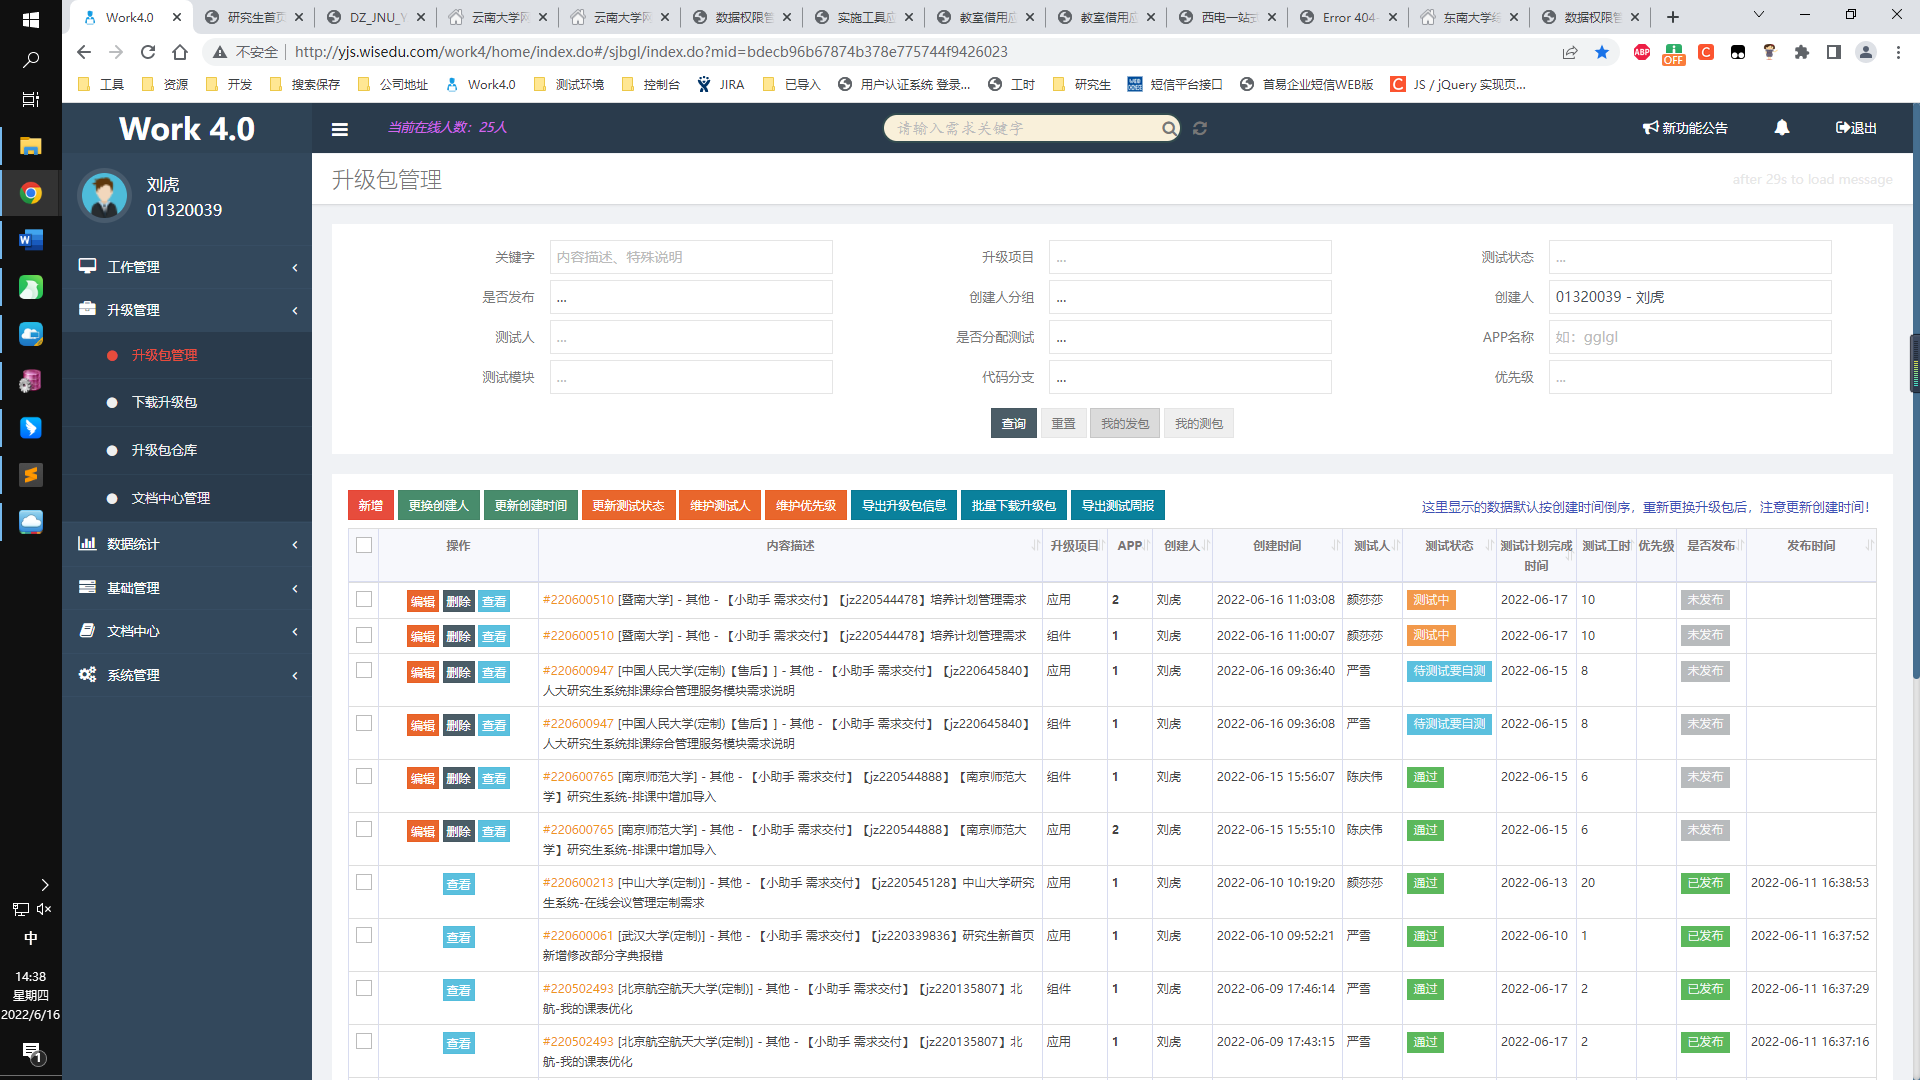 Work4.0
研究生首页
DZ_JNU_Y
云南大学网
云南大学网
数据权限管
实施工具应
教室借用应
教室借用应
西电一站式
Error 404
东南大学统
数据权限管
不安全
http://yjs.wisedu.com/work4/home/index.do#/sjbgl/index.do?mid=bdecb96b67874b378e775744f9426023
ABP
OFF
工具
资源
开发
搜索保存
公司地址
Work4.0
测试环境
控制台
JIRA
已导入
用户认证系统 登录...
工时
研究生
短信平台接口
首易企业短信WEB版
JS / jQuery 实现页...
Work 4.0
当前在线人数：25人
请输入需求关键字
新功能公告
退出
刘虎
01320039
升级包管理
after 29s to load message
工作管理
升级管理
升级包管理
下载升级包
升级包仓库
文档中心管理
数据统计
基础管理
文档中心
系统管理
关键字 内容描述、特殊说明 升级项目 ... 测试状态 ...
是否发布 ... 创建人分组 ... 创建人 01320039 - 刘虎
测试人 ... 是否分配测试 ... APP名称 如：gglgl
测试模块 ... 代码分支 ... 优先级 ...
查询 重置 我的发包 我的测包
新增 更换创建人 更新创建时间 更新测试状态 维护测试人 维护优先级 导出升级包信息 批量下载升级包 导出测试周报
这里显示的数据默认按创建时间倒序，重新更换升级包后，注意更新创建时间！
操作 内容描述 升级项目 APP 创建人 创建时间 测试人 测试状态 测试计划完成 测试工时 优先级 是否发布 发布时间
时间
编辑 删除 查看 #220600510 [暨南大学] - 其他 - 【小助手 需求交付】【jz220544478】培养计划管理需求 应用 2 刘虎 2022-06-16 11:03:08 颜莎莎 测试中 2022-06-17 10 未发布
编辑 删除 查看 #220600510 [暨南大学] - 其他 - 【小助手 需求交付】【jz220544478】培养计划管理需求 组件 1 刘虎 2022-06-16 11:00:07 颜莎莎 测试中 2022-06-17 10 未发布
编辑 删除 查看 #220600947 [中国人民大学(定制)【售后】] - 其他 - 【小助手 需求交付】【jz220645840】 应用 1 刘虎 2022-06-16 09:36:40 严雪 待测试要自测 2022-06-15 8 未发布
人大研究生系统排课综合管理服务模块需求说明
编辑 删除 查看 #220600947 [中国人民大学(定制)【售后】] - 其他 - 【小助手 需求交付】【jz220645840】 组件 1 刘虎 2022-06-16 09:36:08 严雪 待测试要自测 2022-06-15 8 未发布
人大研究生系统排课综合管理服务模块需求说明
编辑 删除 查看 #220600765 [南京师范大学] - 其他 - 【小助手 需求交付】【jz220544888】【南京师范大 组件 1 刘虎 2022-06-15 15:56:07 陈庆伟 通过 2022-06-15 6 未发布
学】研究生系统-排课中增加导入
编辑 删除 查看 #220600765 [南京师范大学] - 其他 - 【小助手 需求交付】【jz220544888】【南京师范大 应用 2 刘虎 2022-06-15 15:55:10 陈庆伟 通过 2022-06-15 6 未发布
学】研究生系统-排课中增加导入
查看 #220600213 [中山大学(定制)] - 其他 - 【小助手 需求交付】【jz220545128】中山大学研究 应用 1 刘虎 2022-06-10 10:19:20 颜莎莎 通过 2022-06-13 20 已发布 2022-06-11 16:38:53
生系统-在线会议管理定制需求
查看 #220600061 [武汉大学(定制)] - 其他 - 【小助手 需求交付】【jz220339836】研究生新首页 应用 1 刘虎 2022-06-10 09:52:21 严雪 通过 2022-06-10 1 已发布 2022-06-11 16:37:52
新增修改部分字典报错
查看 #220502493 [北京航空航天大学(定制)] - 其他 - 【小助手 需求交付】【jz220135807】北 组件 1 刘虎 2022-06-09 17:46:14 严雪 通过 2022-06-17 2 已发布 2022-06-11 16:37:29
航-我的课表优化
查看 #220502493 [北京航空航天大学(定制)] - 其他 - 【小助手 需求交付】【jz220135807】北 应用 1 刘虎 2022-06-09 17:43:15 严雪 通过 2022-06-17 2 已发布 2022-06-11 16:37:16
航-我的课表优化
中
14:38
星期四
2022/6/16
1